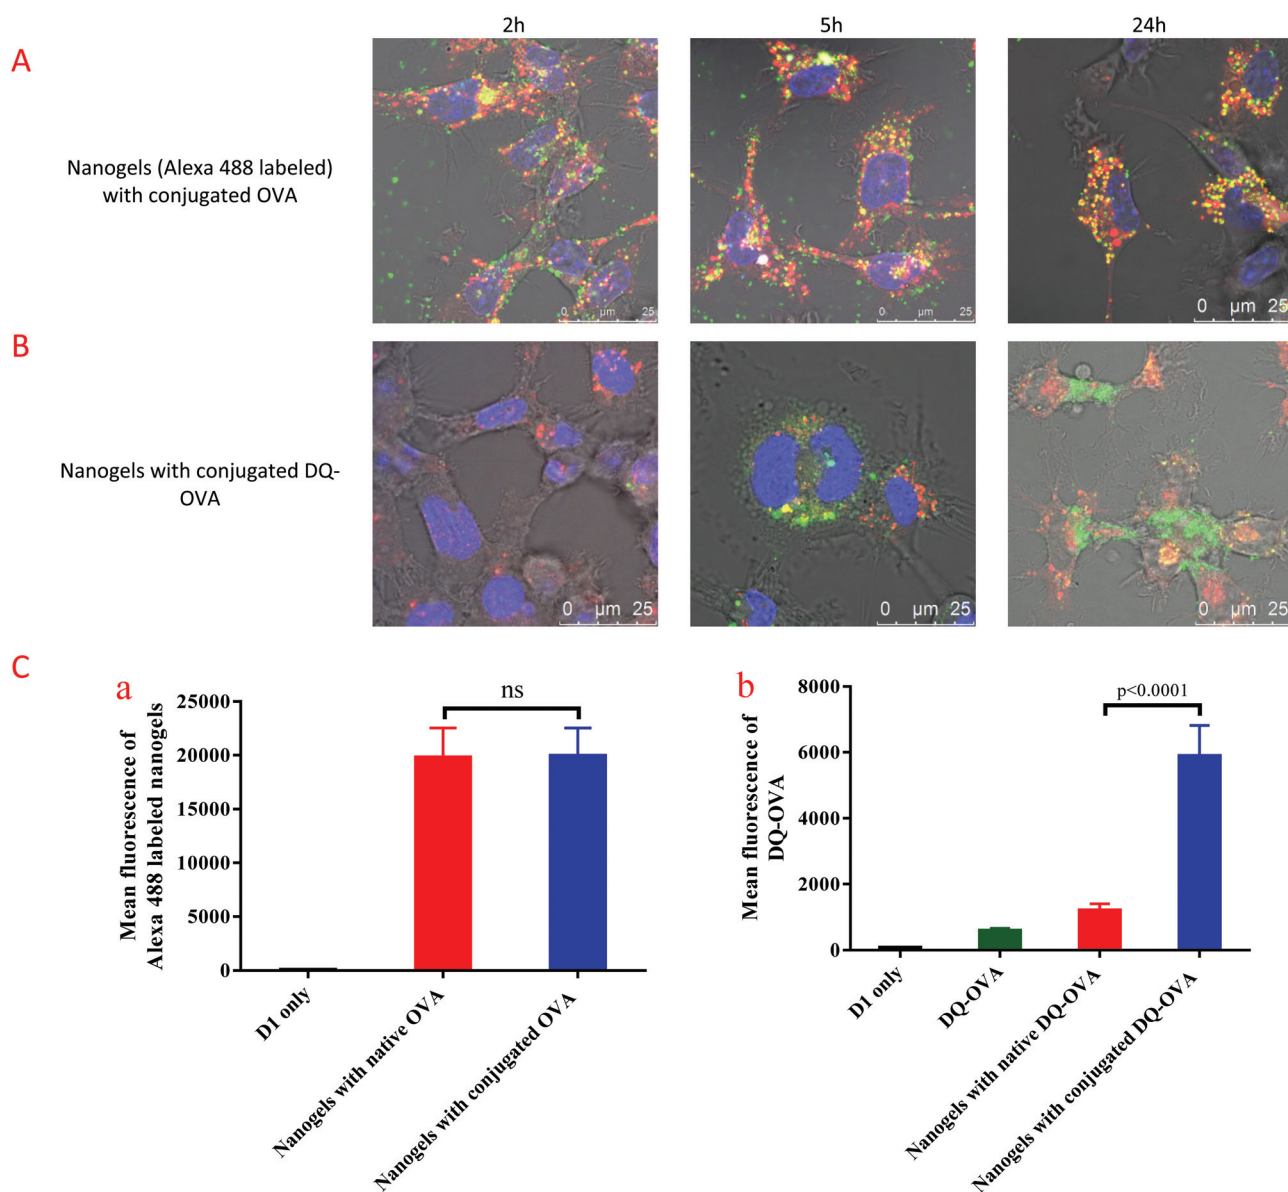 2h 5h 24h
A
Nanogels (Alexa 488 labeled)
with conjugated OVA
0 µm 25
0 µm 25
0 µm 25
B
Nanogels with conjugated DQ-
OVA
0 µm 25
0 µm 25
0 µm 25
C
a
ns
Mean fluorescence of
Alexa 488 labeled nanogels
25000
20000
15000
10000
5000
0
D1 only
Nanogels with native OVA
Nanogels with conjugated OVA
b
p<0.0001
Mean fluorescence of
DQ-OVA
8000
6000
4000
2000
0
D1 only
DQ-OVA
Nanogels with native DQ-OVA
Nanogels with conjugated DQ-OVA